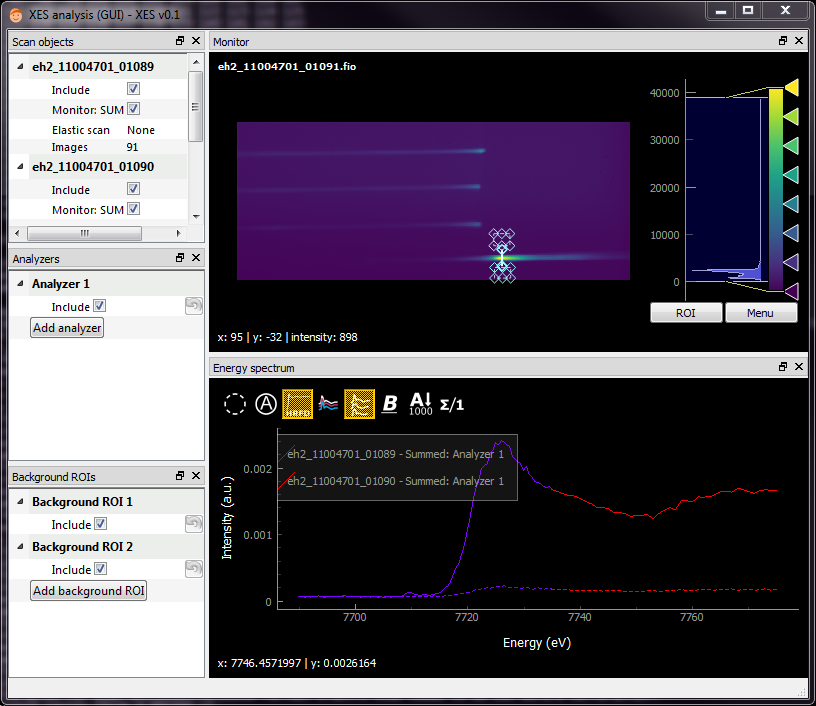 XES analysis (GUI) - XES v0.1
Scan objects
eh2_11004701_01089
Include
Monitor: SUM
Elastic scan None
Images 91
eh2_11004701_01090
Include
Monitor: SUM
Analyzers
Analyzer 1
Include
Add analyzer
Background ROIs
Background ROI 1
Include
Background ROI 2
Include
Add background ROI
Monitor
eh2_11004701_01091.fio
40000
30000
20000
10000
0
ROI Menu
x: 95 | y: -32 | intensity: 898
Energy spectrum
A HRFD B A 1000 Σ/1
eh2_11004701_01089 - Summed: Analyzer 1
eh2_11004701_01090 - Summed: Analyzer 1
Intensity (a.u.)
0.002
0.001
0
7700 7720 7740 7760
Energy (eV)
x: 7746.4571997 | y: 0.0026164